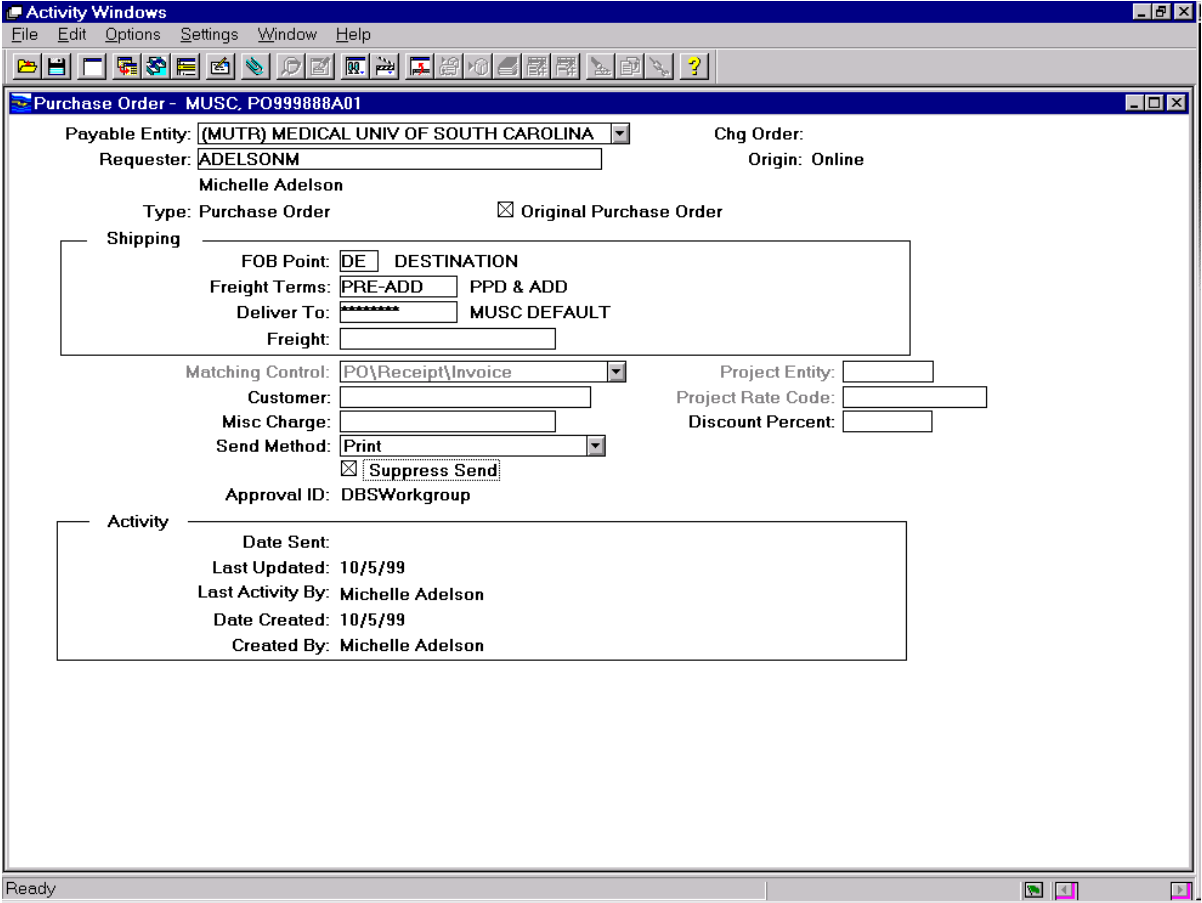 Activity Windows
File Edit Options Settings Window Help
Purchase Order - MUSC, PO999888A01
Payable Entity: (MUTR) MEDICAL UNIV OF SOUTH CAROLINA Chg Order:
Requester: ADELSONM Origin: Online
Michelle Adelson
Type: Purchase Order Original Purchase Order
Shipping
FOB Point: DE DESTINATION
Freight Terms: PRE-ADD PPD & ADD
Deliver To: ******** MUSC DEFAULT
Freight:
Matching Control: PO\Receipt\Invoice Project Entity:
Customer: Project Rate Code:
Misc Charge: Discount Percent:
Send Method: Print
Suppress Send
Approval ID: DBSWorkgroup
Activity
Date Sent:
Last Updated: 10/5/99
Last Activity By: Michelle Adelson
Date Created: 10/5/99
Created By: Michelle Adelson
Ready